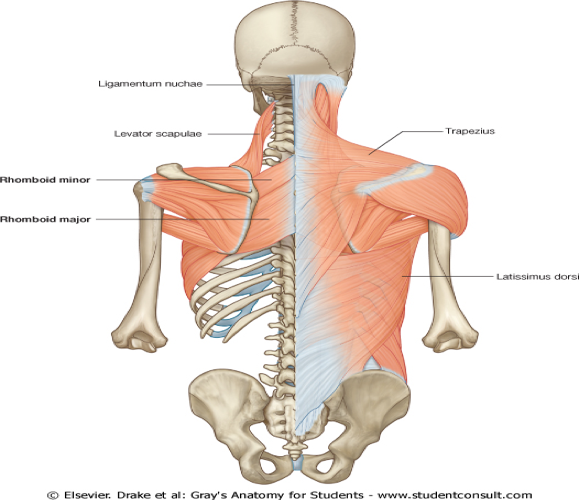 Ligamentum nuchae
Levator scapulae
Trapezius
Rhomboid minor
Rhomboid major
Latissimus dorsi
© Elsevier. Drake et al: Gray's Anatomy for Students - www.studentconsult.com